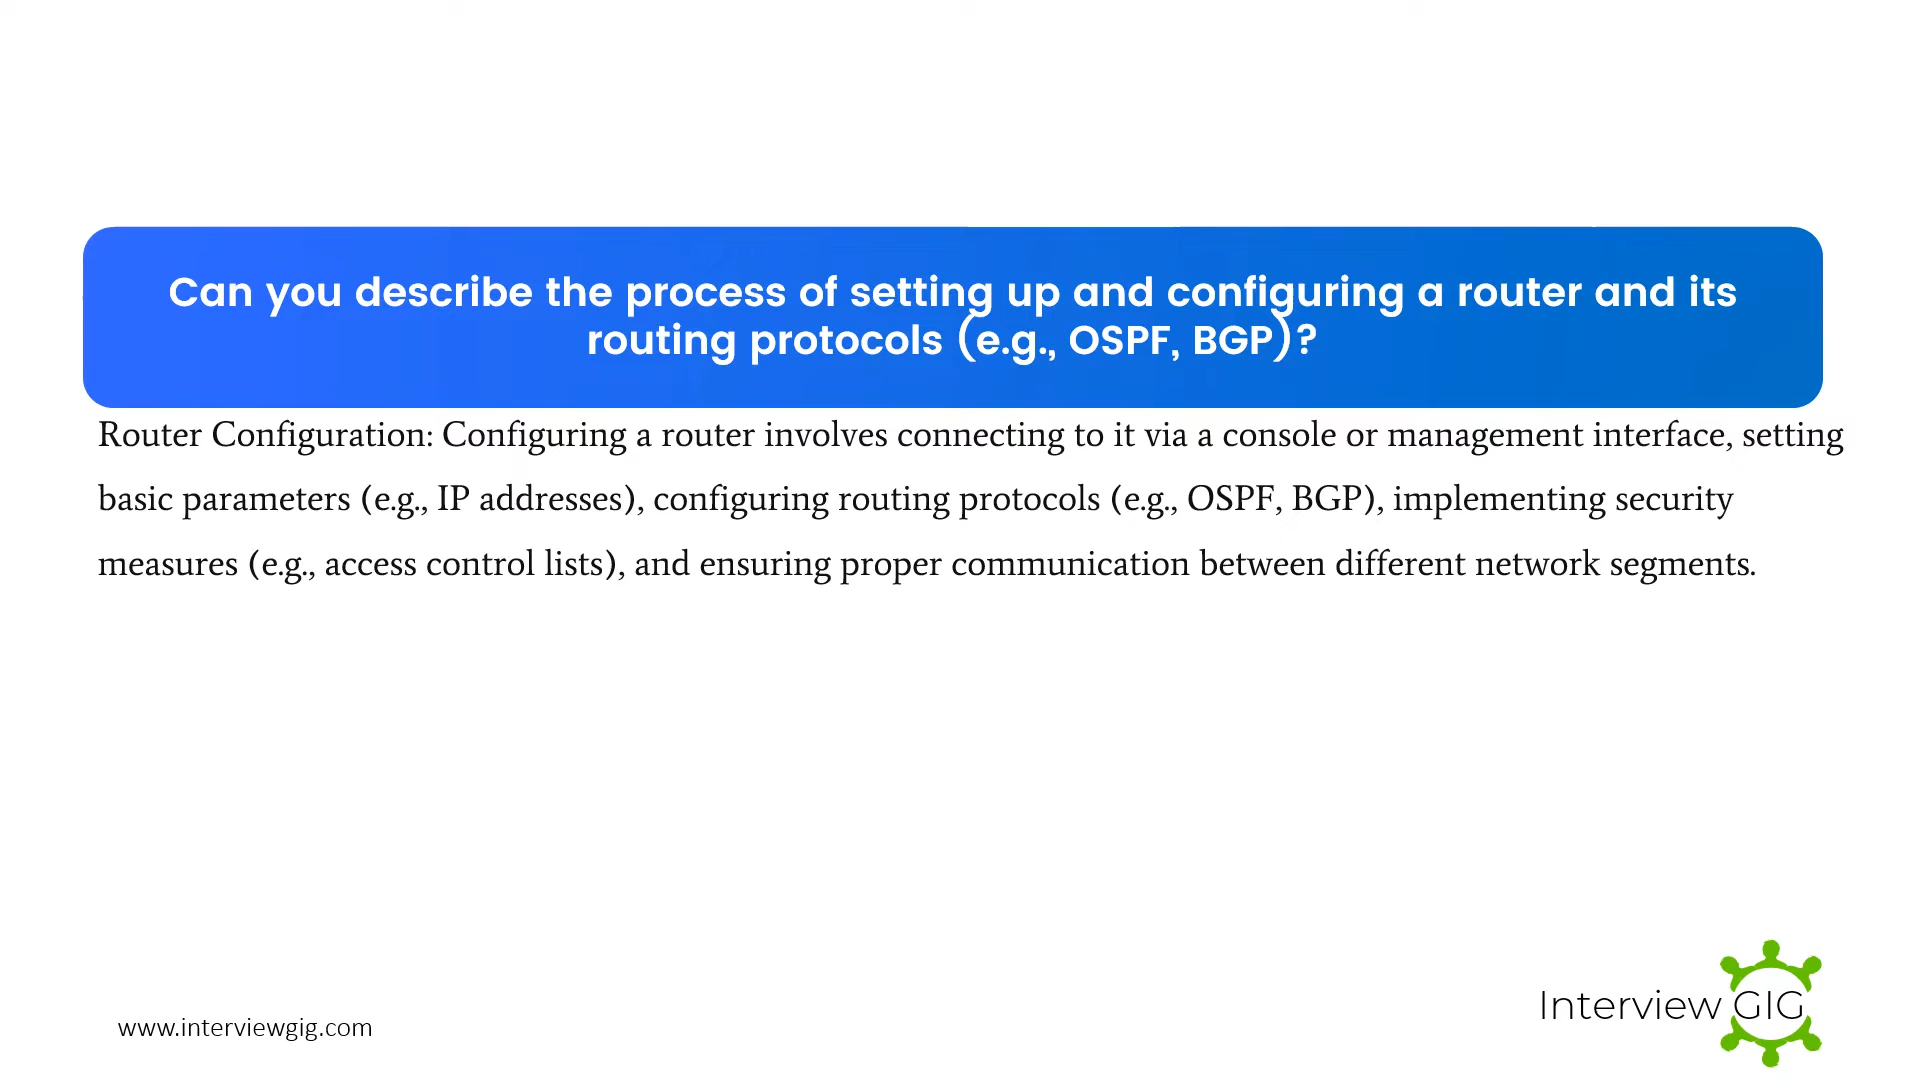 Can you describe the process of setting up and configuring a router and its
routing protocols (e.g., OSPF, BGP)?
Router Configuration: Configuring a router involves connecting to it via a console or management interface, setting
basic parameters (e.g., IP addresses), configuring routing protocols (e.g., OSPF, BGP), implementing security
measures (e.g., access control lists), and ensuring proper communication between different network segments.
Interview GIG
www.interviewgig.com